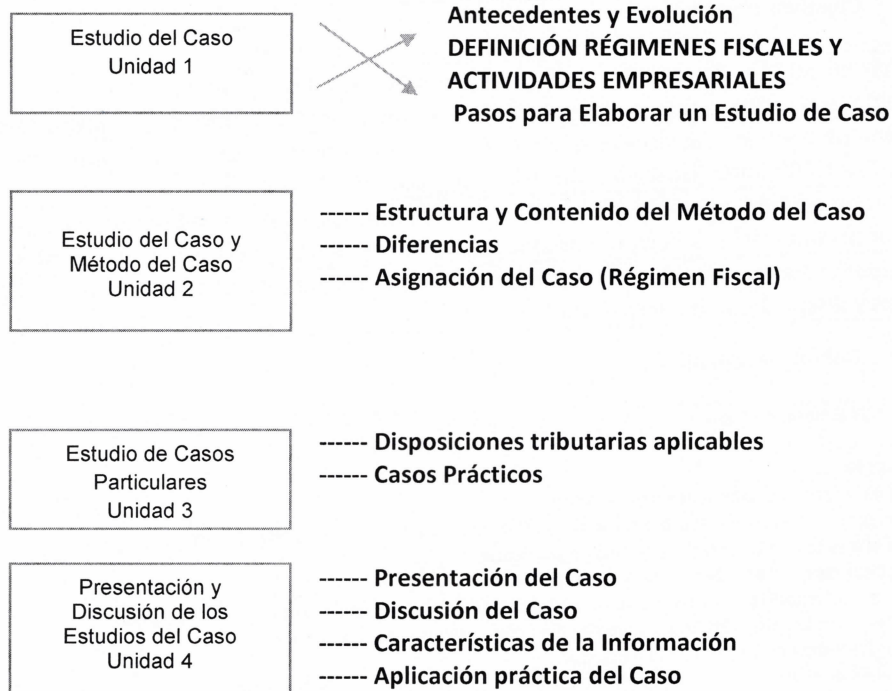 Estudio del Caso
Unidad 1
Antecedentes y Evolución
DEFINICIÓN RÉGIMENES FISCALES Y
ACTIVIDADES EMPRESARIALES
Pasos para Elaborar un Estudio de Caso
Estudio del Caso y
Método del Caso
Unidad 2
------ Estructura y Contenido del Método del Caso
------ Diferencias
------ Asignación del Caso (Régimen Fiscal)
Estudio de Casos
Particulares
Unidad 3
------ Disposiciones tributarias aplicables
------ Casos Prácticos
Presentación y
Discusión de los
Estudios del Caso
Unidad 4
------ Presentación del Caso
------ Discusión del Caso
------ Características de la Información
------ Aplicación práctica del Caso